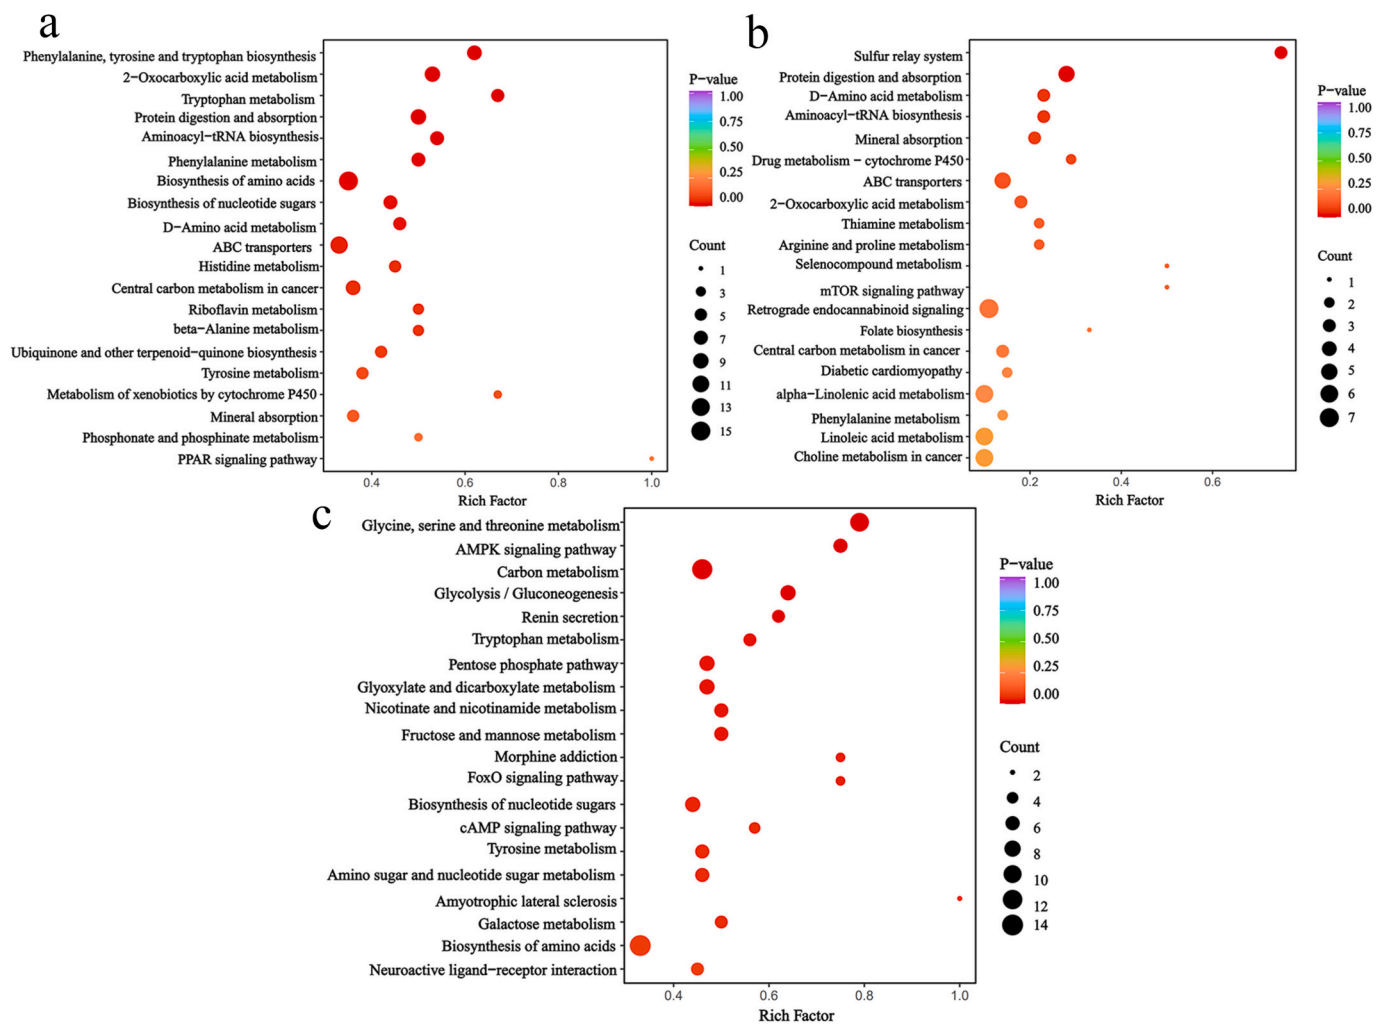 a
Phenylalanine, tyrosine and tryptophan biosynthesis
2−Oxocarboxylic acid metabolism
Tryptophan metabolism
Protein digestion and absorption
Aminoacyl−tRNA biosynthesis
Phenylalanine metabolism
Biosynthesis of amino acids
Biosynthesis of nucleotide sugars
D−Amino acid metabolism
ABC transporters
Histidine metabolism
Central carbon metabolism in cancer
Riboflavin metabolism
beta−Alanine metabolism
Ubiquinone and other terpenoid−quinone biosynthesis
Tyrosine metabolism
Metabolism of xenobiotics by cytochrome P450
Mineral absorption
Phosphonate and phosphinate metabolism
PPAR signaling pathway
0.4 0.6 0.8 1.0
Rich Factor
P−value
1.00
0.75
0.50
0.25
0.00
Count
1
3
5
7
9
11
13
15
b
Sulfur relay system
Protein digestion and absorption
D−Amino acid metabolism
Aminoacyl−tRNA biosynthesis
Mineral absorption
Drug metabolism − cytochrome P450
ABC transporters
2−Oxocarboxylic acid metabolism
Thiamine metabolism
Arginine and proline metabolism
Selenocompound metabolism
mTOR signaling pathway
Retrograde endocannabinoid signaling
Folate biosynthesis
Central carbon metabolism in cancer
Diabetic cardiomyopathy
alpha−Linolenic acid metabolism
Phenylalanine metabolism
Linoleic acid metabolism
Choline metabolism in cancer
0.2 0.4 0.6
Rich Factor
P−value
1.00
0.75
0.50
0.25
0.00
Count
1
2
3
4
5
6
7
c
Glycine, serine and threonine metabolism
AMPK signaling pathway
Carbon metabolism
Glycolysis / Gluconeogenesis
Renin secretion
Tryptophan metabolism
Pentose phosphate pathway
Glyoxylate and dicarboxylate metabolism
Nicotinate and nicotinamide metabolism
Fructose and mannose metabolism
Morphine addiction
FoxO signaling pathway
Biosynthesis of nucleotide sugars
cAMP signaling pathway
Tyrosine metabolism
Amino sugar and nucleotide sugar metabolism
Amyotrophic lateral sclerosis
Galactose metabolism
Biosynthesis of amino acids
Neuroactive ligand−receptor interaction
0.4 0.6 0.8 1.0
Rich Factor
P−value
1.00
0.75
0.50
0.25
0.00
Count
2
4
6
8
10
12
14